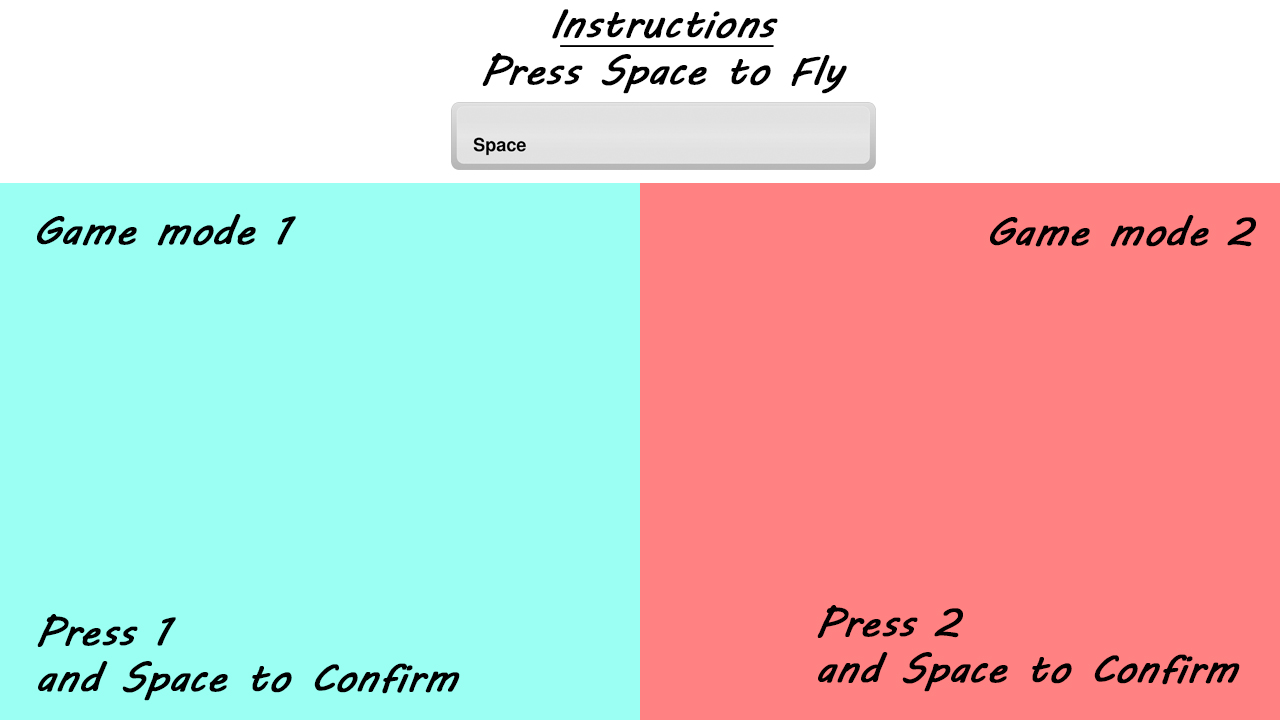 Instructions
Press Space to Fly
Space
Game mode 1
Game mode 2
Press 1
and Space to Confirm
Press 2
and Space to Confirm